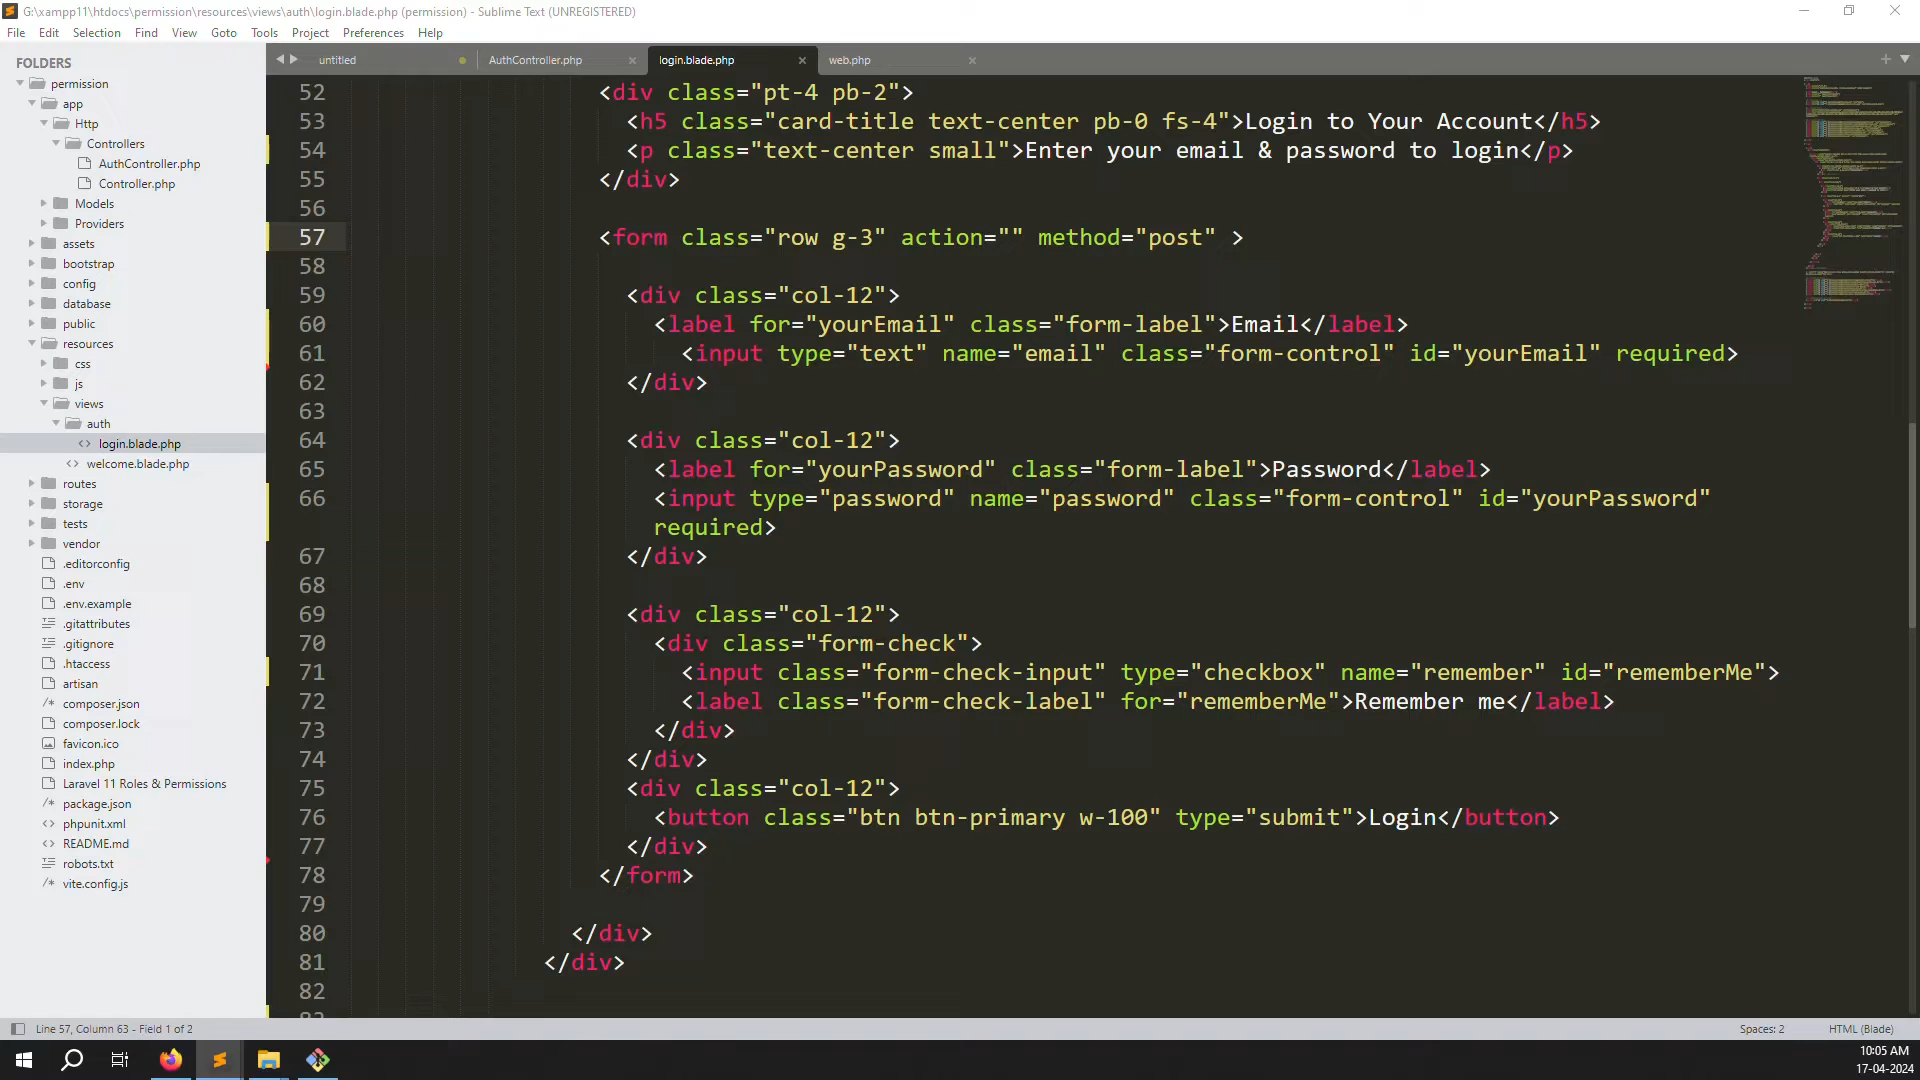 G:\xampp11\htdocs\permission\resources\views\auth\login.blade.php (permission) - Sublime Text (UNREGISTERED)
File Edit Selection Find View Goto Tools Project Preferences Help
FOLDERS
permission
app
Http
Controllers
AuthController.php
Controller.php
Models
Providers
assets
bootstrap
config
database
public
resources
css
js
views
auth
login.blade.php
welcome.blade.php
routes
storage
tests
vendor
.editorconfig
.env
.env.example
.gitattributes
.gitignore
.htaccess
artisan
composer.json
composer.lock
favicon.ico
index.php
Laravel 11 Roles & Permissions
package.json
phpunit.xml
README.md
robots.txt
vite.config.js
untitled AuthController.php login.blade.php web.php
52 <div class="pt-4 pb-2">
53 <h5 class="card-title text-center pb-0 fs-4">Login to Your Account</h5>
54 <p class="text-center small">Enter your email & password to login</p>
55 </div>
56
57 <form class="row g-3" action="" method="post" >
58
59 <div class="col-12">
60 <label for="yourEmail" class="form-label">Email</label>
61 <input type="text" name="email" class="form-control" id="yourEmail" required>
62 </div>
63
64 <div class="col-12">
65 <label for="yourPassword" class="form-label">Password</label>
66 <input type="password" name="password" class="form-control" id="yourPassword"
required>
67 </div>
68
69 <div class="col-12">
70 <div class="form-check">
71 <input class="form-check-input" type="checkbox" name="remember" id="rememberMe">
72 <label class="form-check-label" for="rememberMe">Remember me</label>
73 </div>
74 </div>
75 <div class="col-12">
76 <button class="btn btn-primary w-100" type="submit">Login</button>
77 </div>
78 </form>
79
80 </div>
81 </div>
82
Line 57, Column 63 - Field 1 of 2
Spaces: 2 HTML (Blade)
10:05 AM
17-04-2024